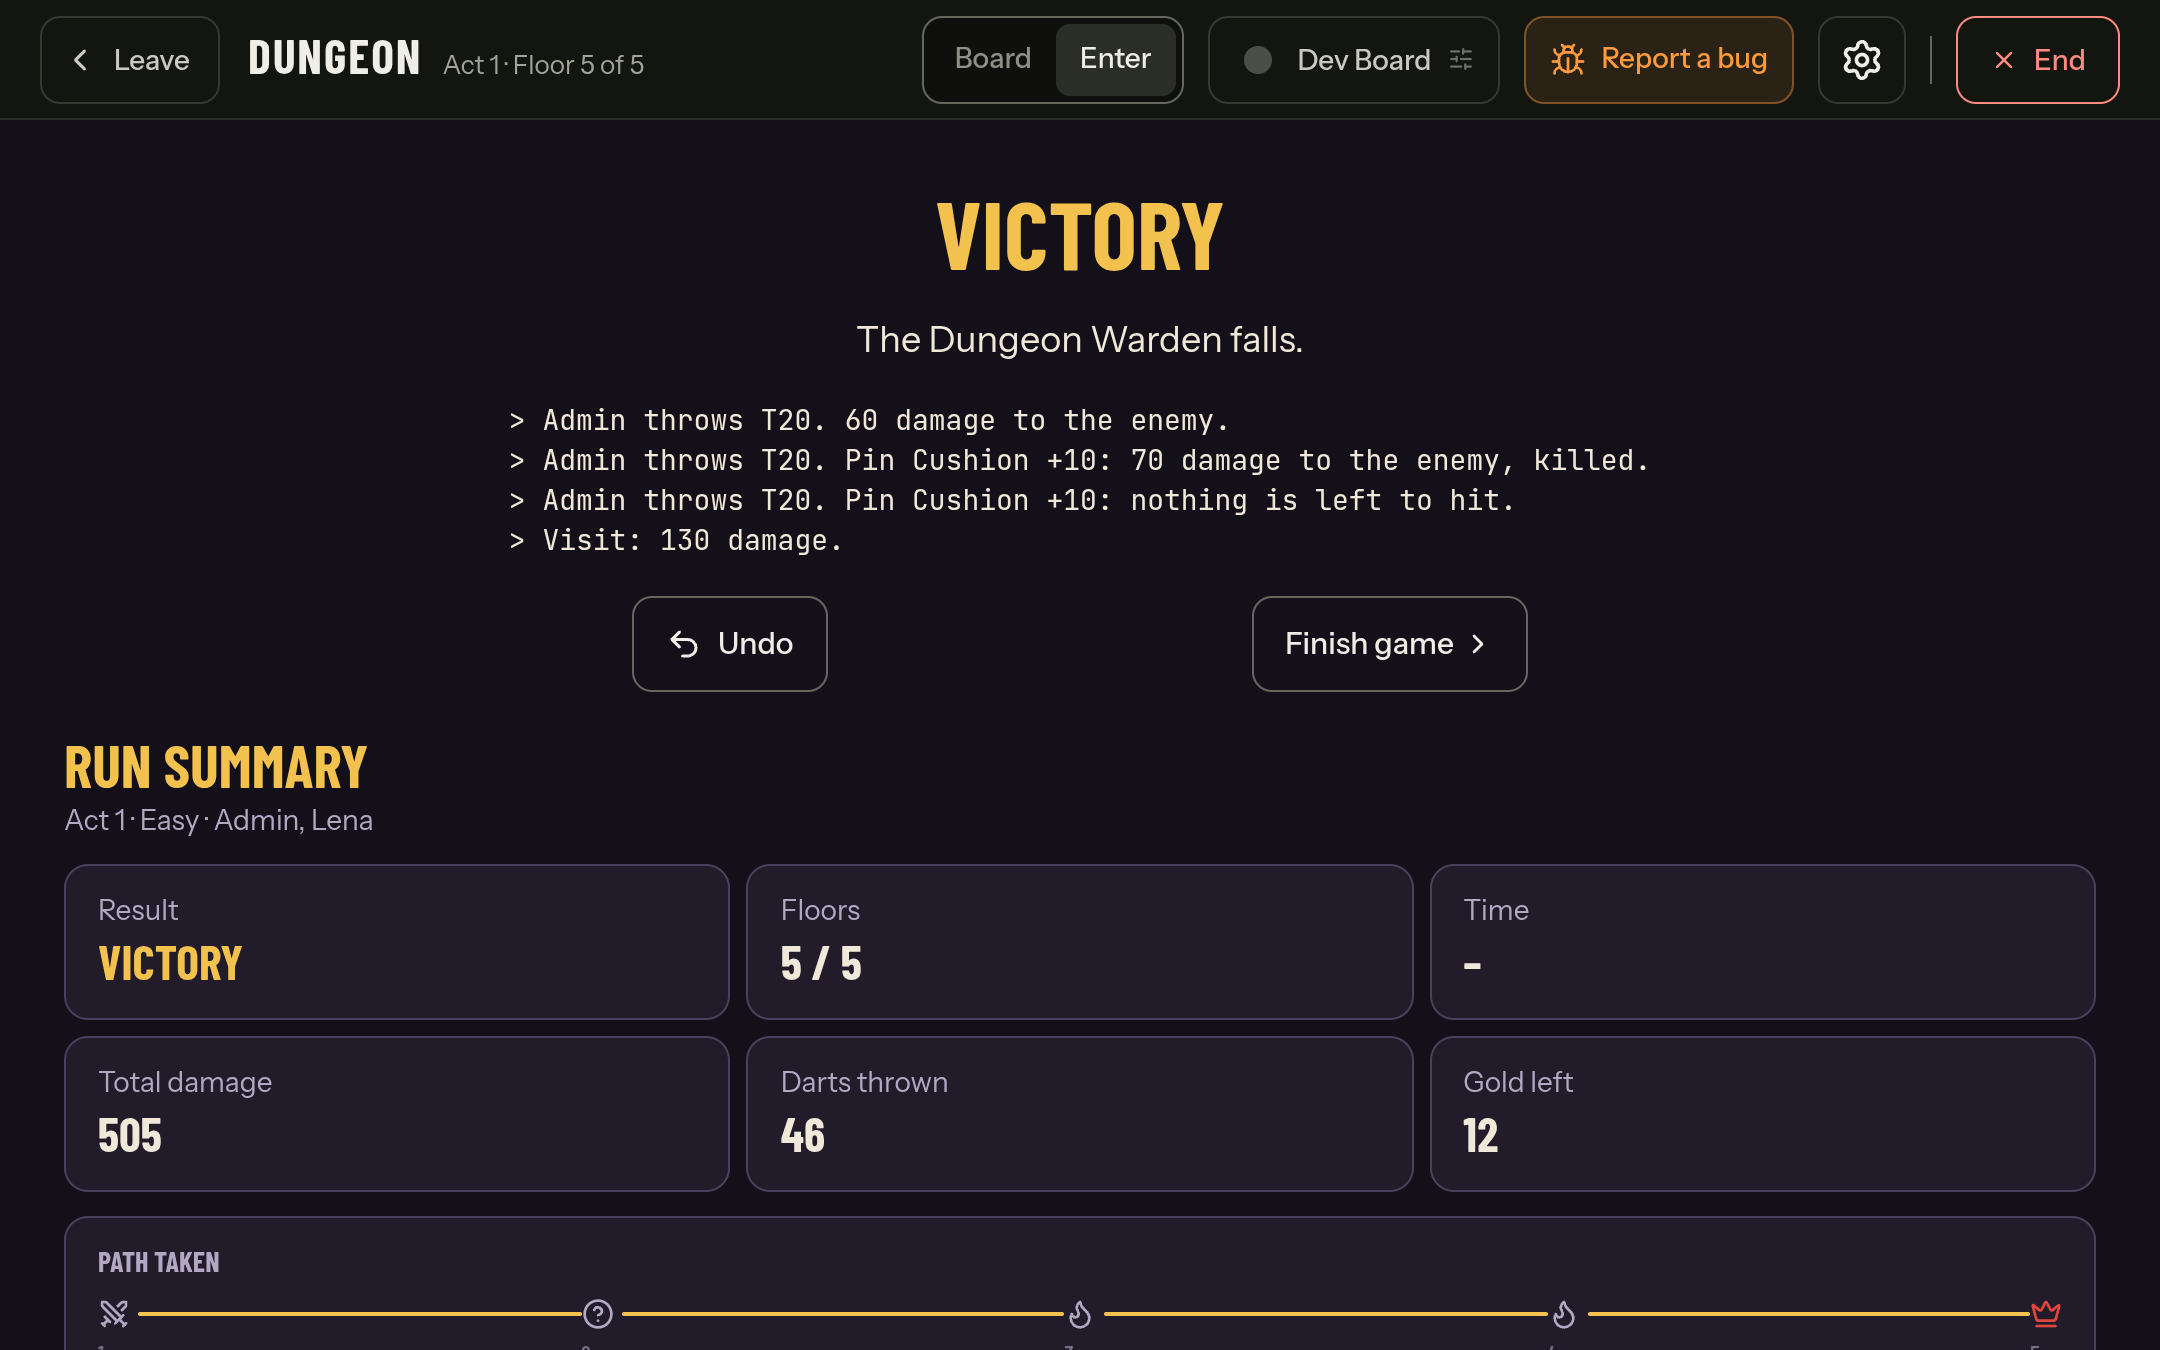 Leave
DUNGEON Act 1 · Floor 5 of 5
Board Enter
Dev Board
Report a bug
End
VICTORY
The Dungeon Warden falls.
> Admin throws T20. 60 damage to the enemy.
> Admin throws T20. Pin Cushion +10: 70 damage to the enemy, killed.
> Admin throws T20. Pin Cushion +10: nothing is left to hit.
> Visit: 130 damage.
Undo
Finish game
RUN SUMMARY
Act 1 · Easy · Admin, Lena
Result
VICTORY
Floors
5 / 5
Time
–
Total damage
505
Darts thrown
46
Gold left
12
PATH TAKEN